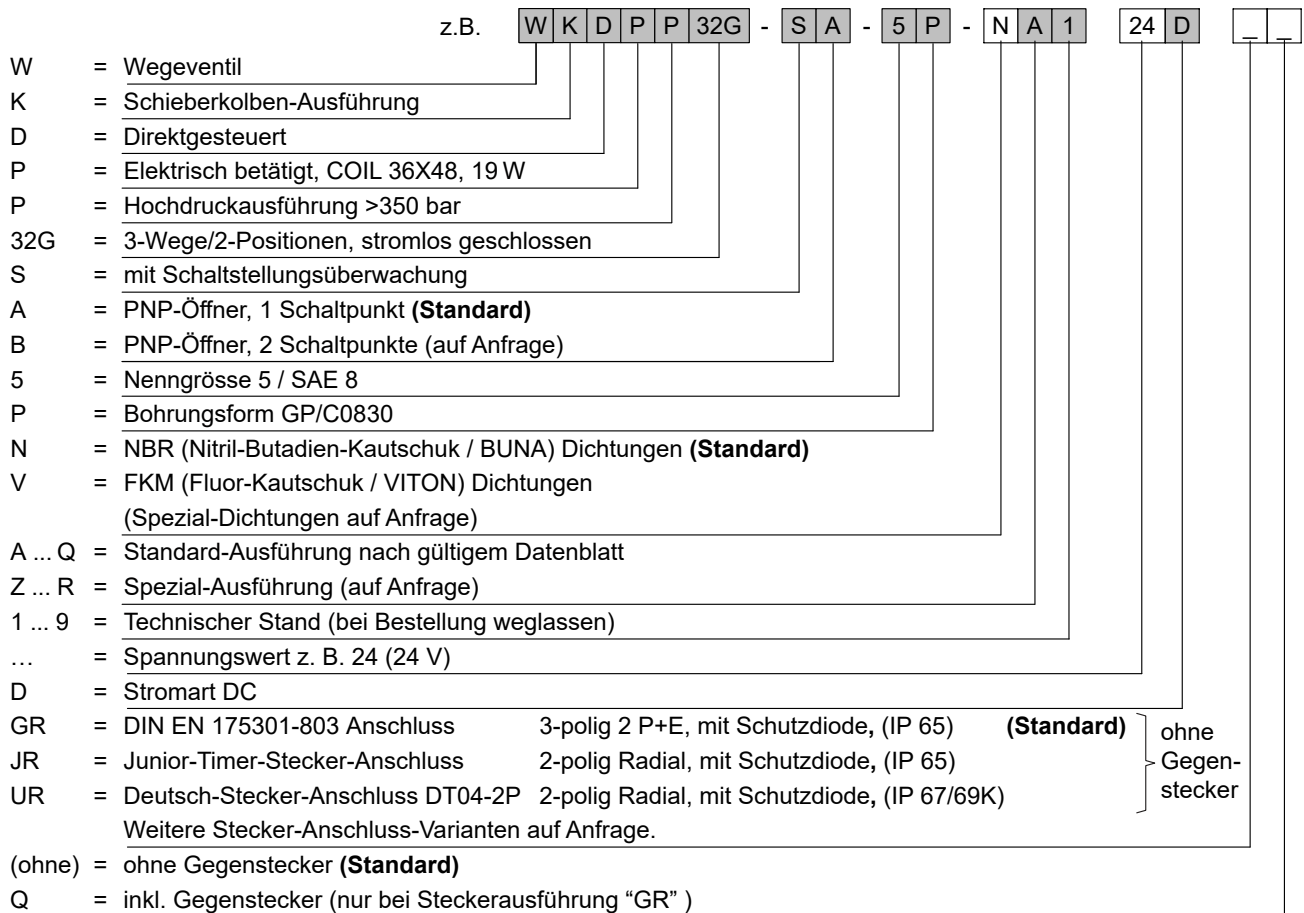 z.B. W K D P P 32G - S A - 5 P - N A 1 24 D _ _
W = Wegeventil
K = Schieberkolben-Ausführung
D = Direktgesteuert
P = Elektrisch betätigt, COIL 36X48, 19 W
P = Hochdruckausführung >350 bar
32G = 3-Wege/2-Positionen, stromlos geschlossen
S = mit Schaltstellungsüberwachung
A = PNP-Öffner, 1 Schaltpunkt (Standard)
B = PNP-Öffner, 2 Schaltpunkte (auf Anfrage)
5 = Nenngrösse 5 / SAE 8
P = Bohrungsform GP/C0830
N = NBR (Nitril-Butadien-Kautschuk / BUNA) Dichtungen (Standard)
V = FKM (Fluor-Kautschuk / VITON) Dichtungen
(Spezial-Dichtungen auf Anfrage)
A ... Q = Standard-Ausführung nach gültigem Datenblatt
Z ... R = Spezial-Ausführung (auf Anfrage)
1 ... 9 = Technischer Stand (bei Bestellung weglassen)
… = Spannungswert z. B. 24 (24 V)
D = Stromart DC
GR = DIN EN 175301-803 Anschluss 3-polig 2 P+E, mit Schutzdiode, (IP 65) (Standard)
JR = Junior-Timer-Stecker-Anschluss 2-polig Radial, mit Schutzdiode, (IP 65)
UR = Deutsch-Stecker-Anschluss DT04-2P 2-polig Radial, mit Schutzdiode, (IP 67/69K)
ohne
Gegen-
stecker
Weitere Stecker-Anschluss-Varianten auf Anfrage.
(ohne) = ohne Gegenstecker (Standard)
Q = inkl. Gegenstecker (nur bei Steckerausführung “GR” )